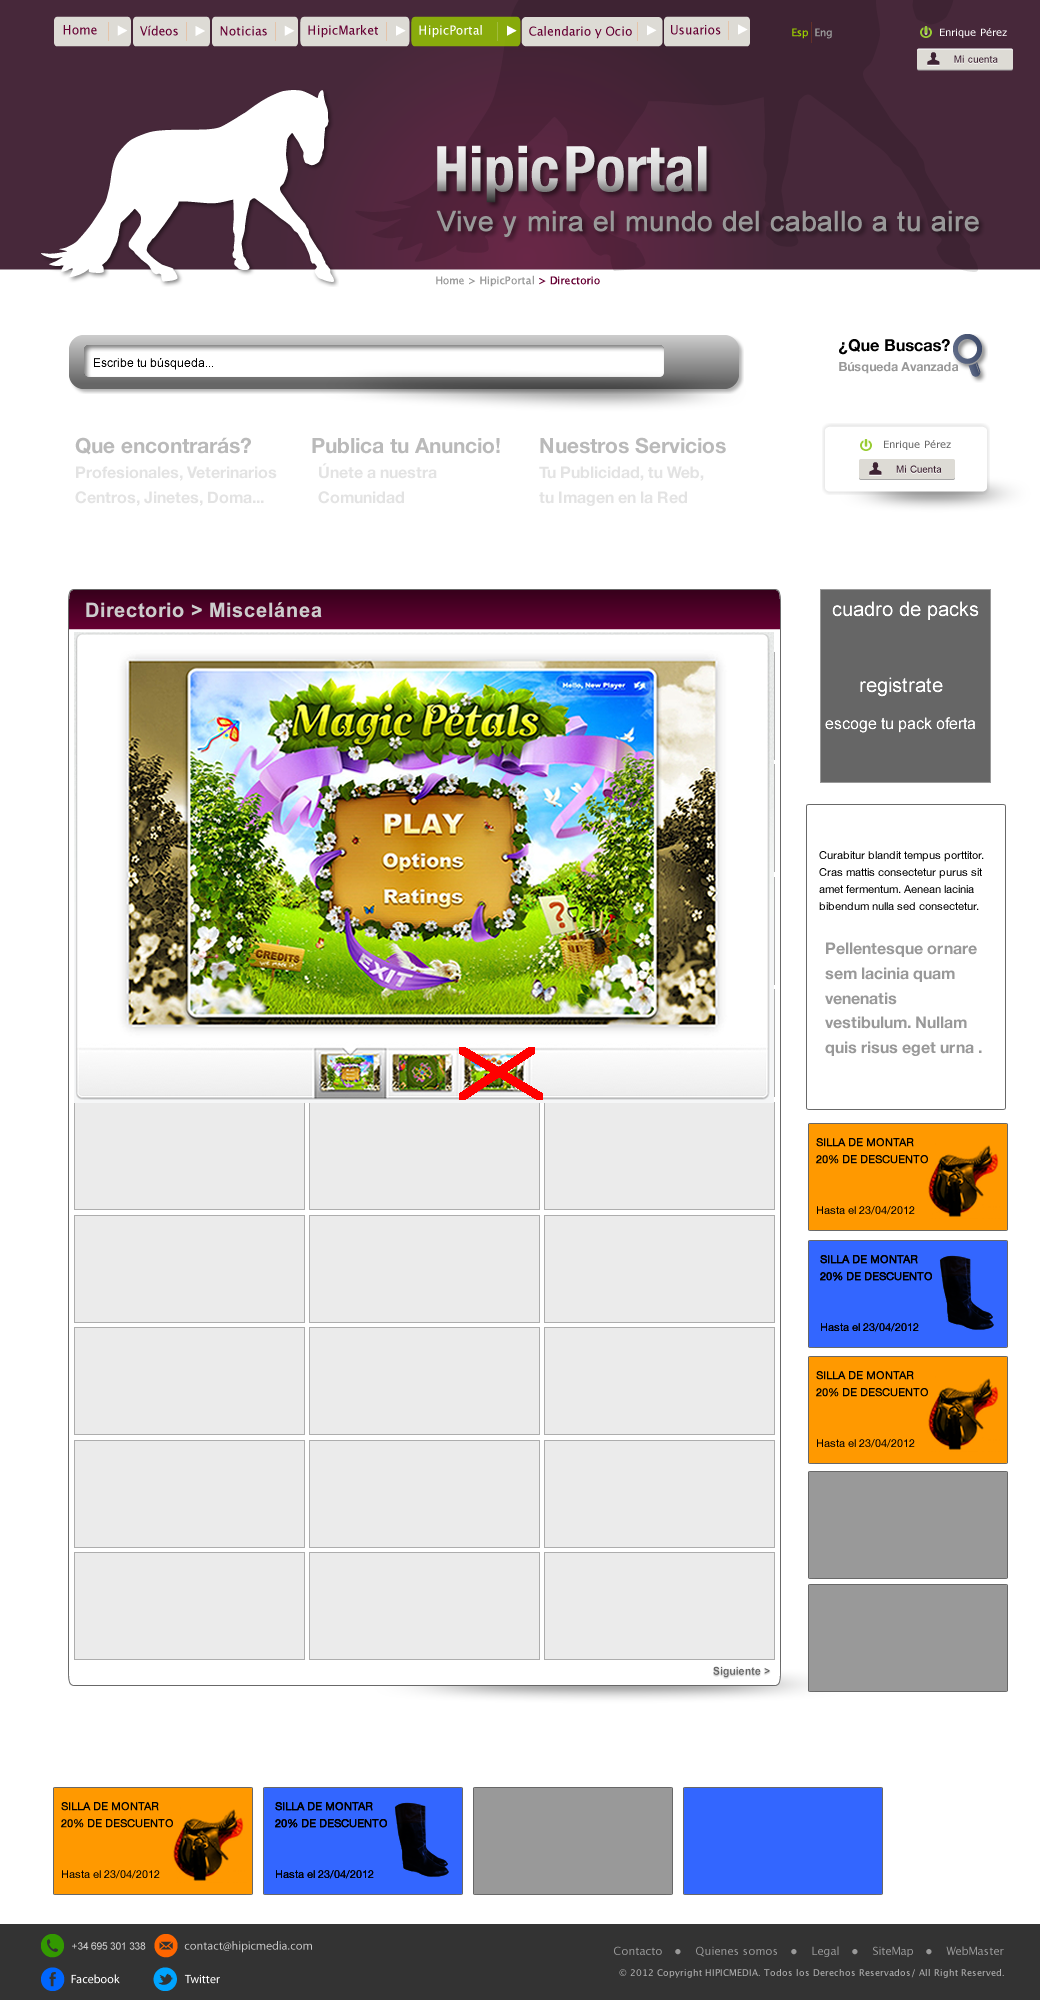 Home
Vídeos
Noticias
HipicMarket
HipicPortal
Calendario y Ocio
Usuarios
Esp
Eng
Enrique Pérez
Mi cuenta
HipicPortal
Vive y mira el mundo del caballo a tu aire
Home > HipicPortal > Directorio
Escribe tu búsqueda...
¿Que Buscas?
Búsqueda Avanzada
Que encontrarás?
Profesionales, Veterinarios
Centros, Jinetes, Doma...
Publica tu Anuncio!
Únete a nuestra
Comunidad
Nuestros Servicios
Tu Publicidad, tu Web,
tu Imagen en la Red
Enrique Pérez
Mi Cuenta
Directorio > Miscelánea
Hello, New Player
Magic Petals
PLAY
Options
Ratings
?
CREDITS
EXIT
cuadro de packs
registrate
escoge tu pack oferta
Curabitur blandit tempus porttitor.
Cras mattis consectetur purus sit
amet fermentum. Aenean lacinia
bibendum nulla sed consectetur.
Pellentesque ornare
sem lacinia quam
venenatis
vestibulum. Nullam
quis risus eget urna .
SILLA DE MONTAR
20% DE DESCUENTO
Hasta el 23/04/2012
SILLA DE MONTAR
20% DE DESCUENTO
Hasta el 23/04/2012
SILLA DE MONTAR
20% DE DESCUENTO
Hasta el 23/04/2012
Siguiente >
SILLA DE MONTAR
20% DE DESCUENTO
Hasta el 23/04/2012
SILLA DE MONTAR
20% DE DESCUENTO
Hasta el 23/04/2012
+34 695 301 338
contact@hipicmedia.com
Facebook
Twitter
Contacto • Quienes somos • Legal • SiteMap • WebMaster
© 2012 Copyright HIPICMEDIA. Todos los Derechos Reservados/ All Right Reserved.